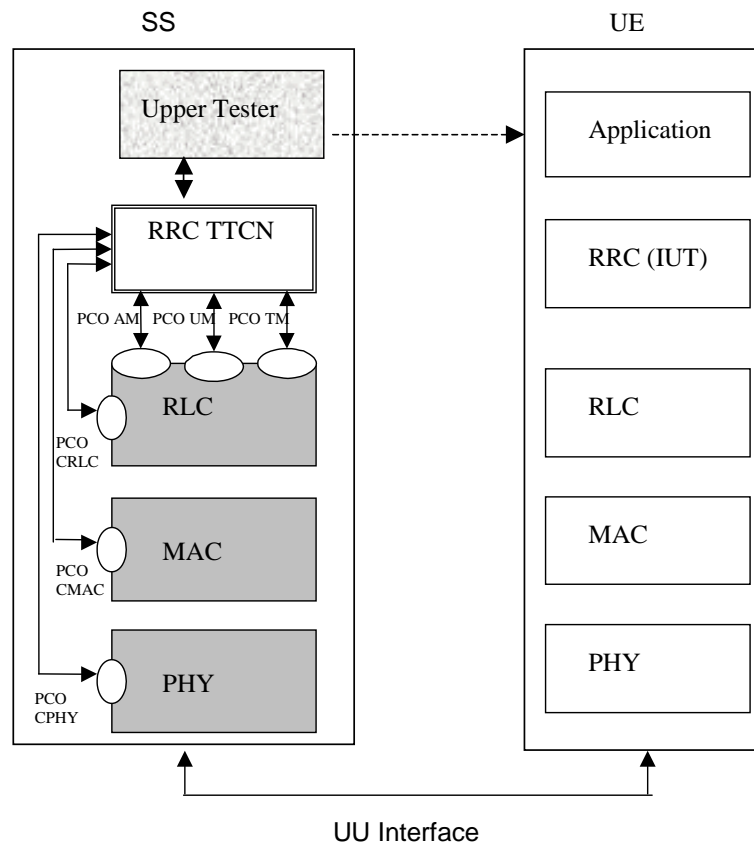 SS
UE
Upper Tester
Application
RRC TTCN
RRC (IUT)
PCO AM
PCO UM
PCO TM
RLC
RLC
PCO
CRLC
MAC
MAC
PCO
CMAC
PHY
PHY
PCO
CPHY
UU Interface